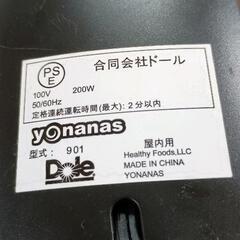 PS
E
合同会社ドール
100V 200W
50/60Hz
定格連続運転時間(最大): 2分以内
yonanas
型式: 901
屋内用
Dole
Healthy Foods,LLC
MADE IN CHINA
YONANAS